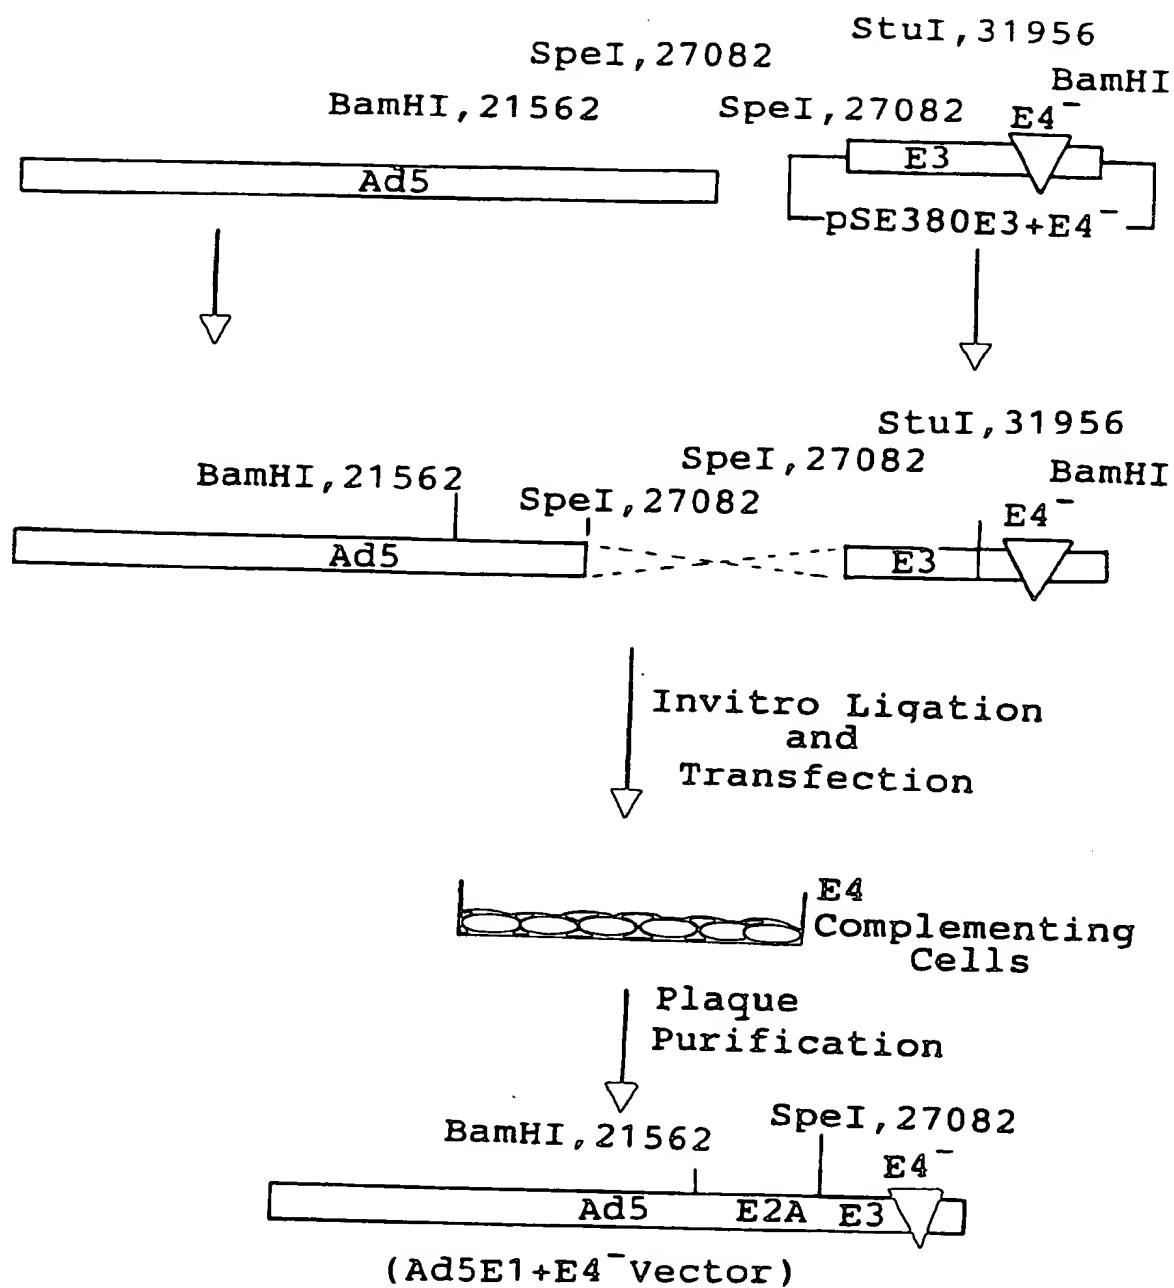 StuI,31956
SpeI,27082
BamHI
BamHI,21562
SpeI,27082
E4⁻
Ad5
E3
pSE380E3+E4⁻
StuI,31956
SpeI,27082
BamHI
BamHI,21562
SpeI,27082
E4⁻
Ad5
E3
Invitro Ligation
and
Transfection
E4
Complementing
Cells
Plaque
Purification
SpeI,27082
BamHI,21562
E4⁻
Ad5
E2A
E3
(Ad5E1+E4⁻Vector)